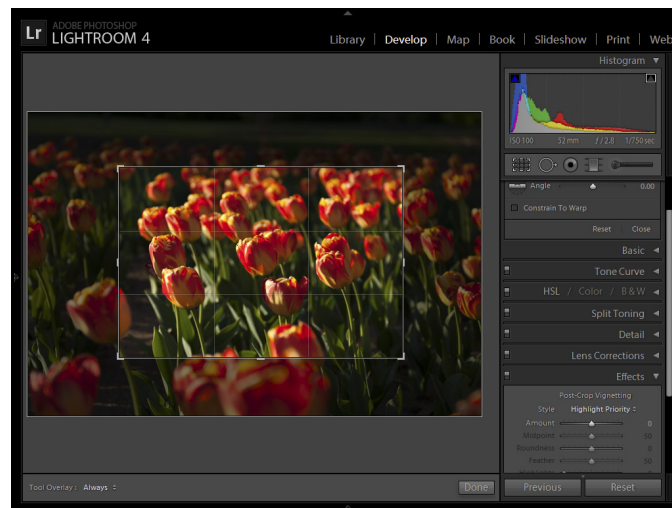 Lr ADOBE PHOTOSHOP
LIGHTROOM 4
Library | Develop | Map | Book | Slideshow | Print | Web
Histogram
ISO 100 52 mm f / 2.8 1/750 sec
Angle 0.00
Constrain To Warp
Reset Close
Basic
Tone Curve
HSL / Color / B & W
Split Toning
Detail
Lens Corrections
Effects
Post-Crop Vignetting
Style Highlight Priority
Amount 0
Midpoint 50
Roundness 0
Feather 50
Tool Overlay : Always Done Previous Reset